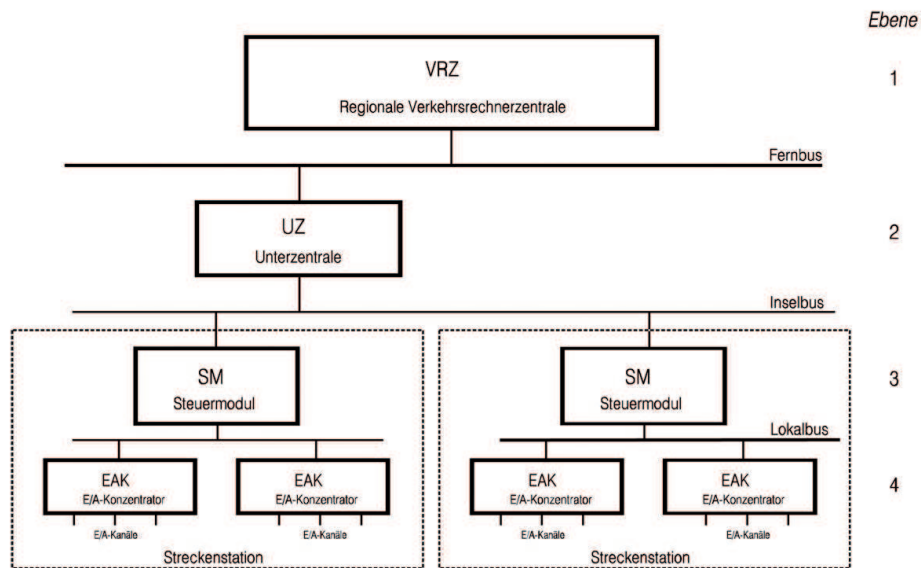 Ebene
VRZ
1
Regionale Verkehrsrechnerzentrale
Fernbus
UZ
2
Unterzentrale
Inselbus
SM
SM
3
Steuermodul
Steuermodul
Lokalbus
EAK
EAK
EAK
EAK
4
E/A-Konzentrator
E/A-Konzentrator
E/A-Konzentrator
E/A-Konzentrator
E/A-Kanäle
E/A-Kanäle
E/A-Kanäle
E/A-Kanäle
Streckenstation
Streckenstation